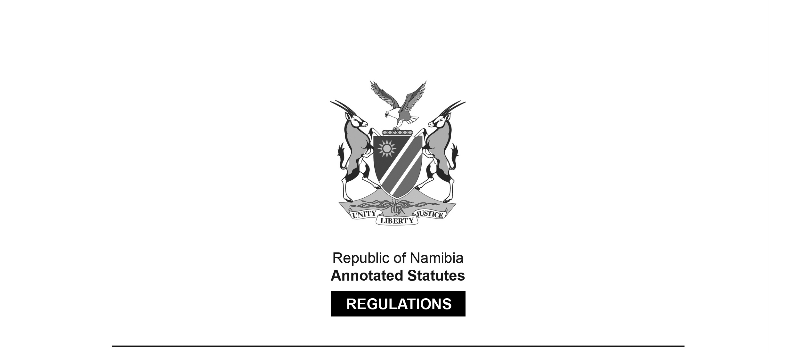 UNITY LIBERTY JUSTICE
Republic of Namibia
Annotated Statutes
REGULATIONS